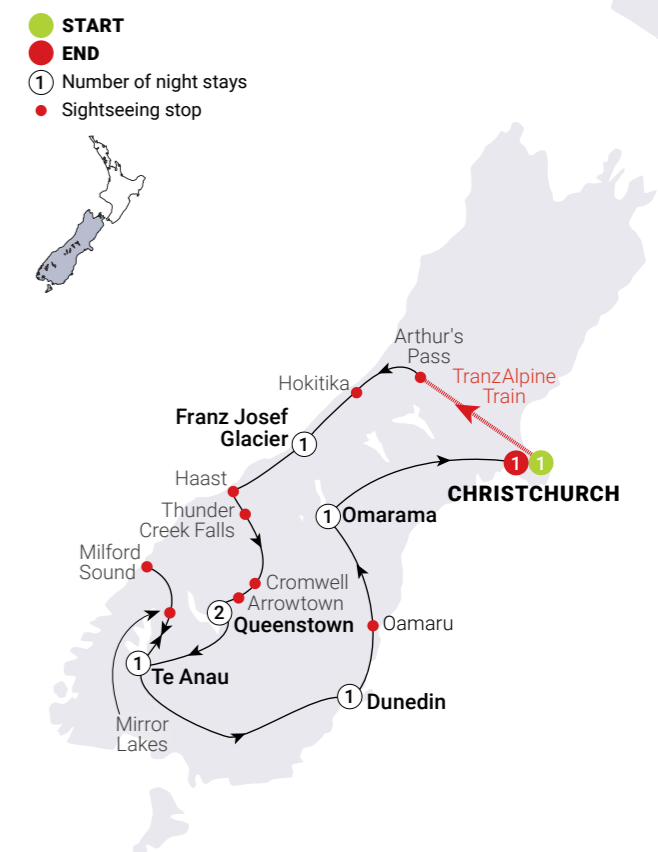 START
END
1 Number of night stays
Sightseeing stop
Arthur's
Pass
TranzAlpine
Train
Hokitika
Franz Josef
Glacier
1
1
1
CHRISTCHURCH
Haast
Thunder
Creek Falls
1
Omarama
Milford
Sound
Cromwell
Arrowtown
2
Queenstown
Oamaru
1
Te Anau
1
Dunedin
Mirror
Lakes